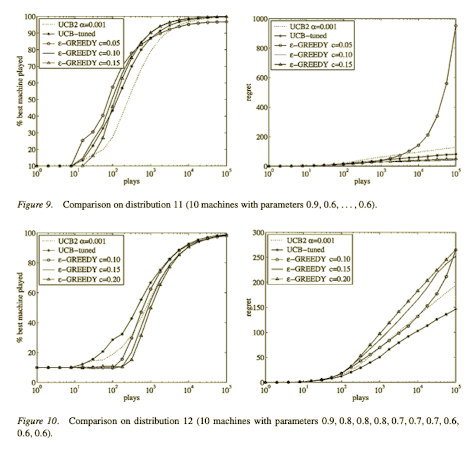 100
90
80
70
60
50
40
30
20
10
% best machine played
UCB2 α=0.001
UCB-tuned
ε-GREEDY c=0.05
ε-GREEDY c=0.10
ε-GREEDY c=0.15
10⁰ 10¹ 10² 10³ 10⁴ 10⁵
plays
1000
800
600
400
200
0
regret
UCB2 α=0.001
UCB-tuned
ε-GREEDY c=0.05
ε-GREEDY c=0.10
ε-GREEDY c=0.15
10⁰ 10¹ 10² 10³ 10⁴ 10⁵
plays
Figure 9. Comparison on distribution 11 (10 machines with parameters 0.9, 0.6, . . . , 0.6).
100
80
60
40
20
0
% best machine played
UCB2 α=0.001
UCB-tuned
ε-GREEDY c=0.10
ε-GREEDY c=0.15
ε-GREEDY c=0.20
10⁰ 10¹ 10² 10³ 10⁴ 10⁵
plays
300
250
200
150
100
50
0
regret
UCB2 α=0.001
UCB-tuned
ε-GREEDY c=0.10
ε-GREEDY c=0.15
ε-GREEDY c=0.20
10⁰ 10¹ 10² 10³ 10⁴ 10⁵
plays
Figure 10. Comparison on distribution 12 (10 machines with parameters 0.9, 0.8, 0.8, 0.8, 0.7, 0.7, 0.7, 0.6,
0.6, 0.6).